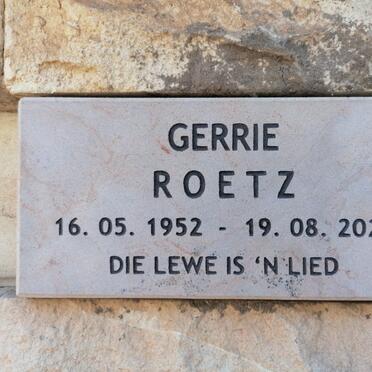 GERRIE
ROETZ
16. 05. 1952 - 19. 08. 202
DIE LEWE IS ‘N LIED